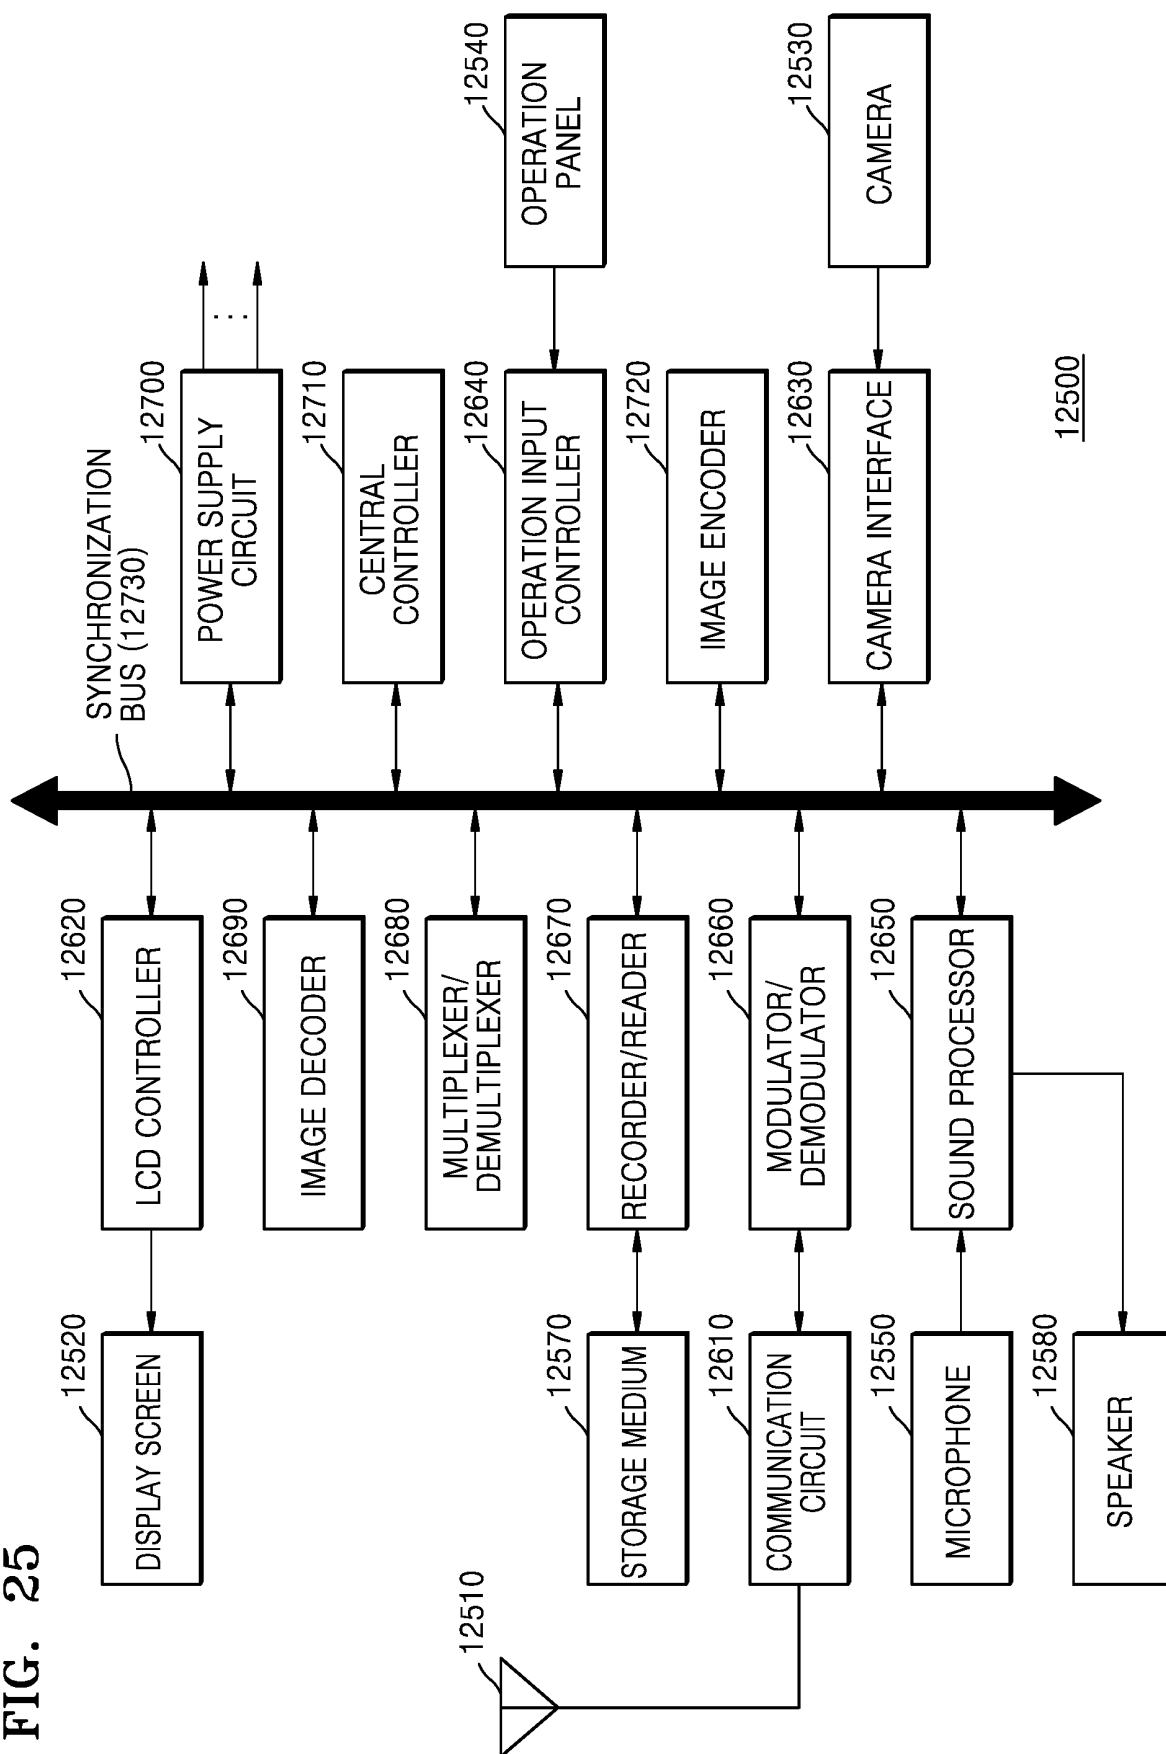 FIG. 25
12510
12520
DISPLAY SCREEN
12620
LCD CONTROLLER
12690
IMAGE DECODER
12680
MULTIPLEXER/
DEMULTIPLEXER
12570
STORAGE MEDIUM
12670
RECORDER/READER
12610
COMMUNICATION
CIRCUIT
12660
MODULATOR/
DEMODULATOR
12550
MICROPHONE
12650
SOUND PROCESSOR
12580
SPEAKER
SYNCHRONIZATION
BUS (12730)
12700
POWER SUPPLY
CIRCUIT
...
12710
CENTRAL
CONTROLLER
12640
OPERATION INPUT
CONTROLLER
12540
OPERATION
PANEL
12720
IMAGE ENCODER
12630
CAMERA INTERFACE
12530
CAMERA
12500